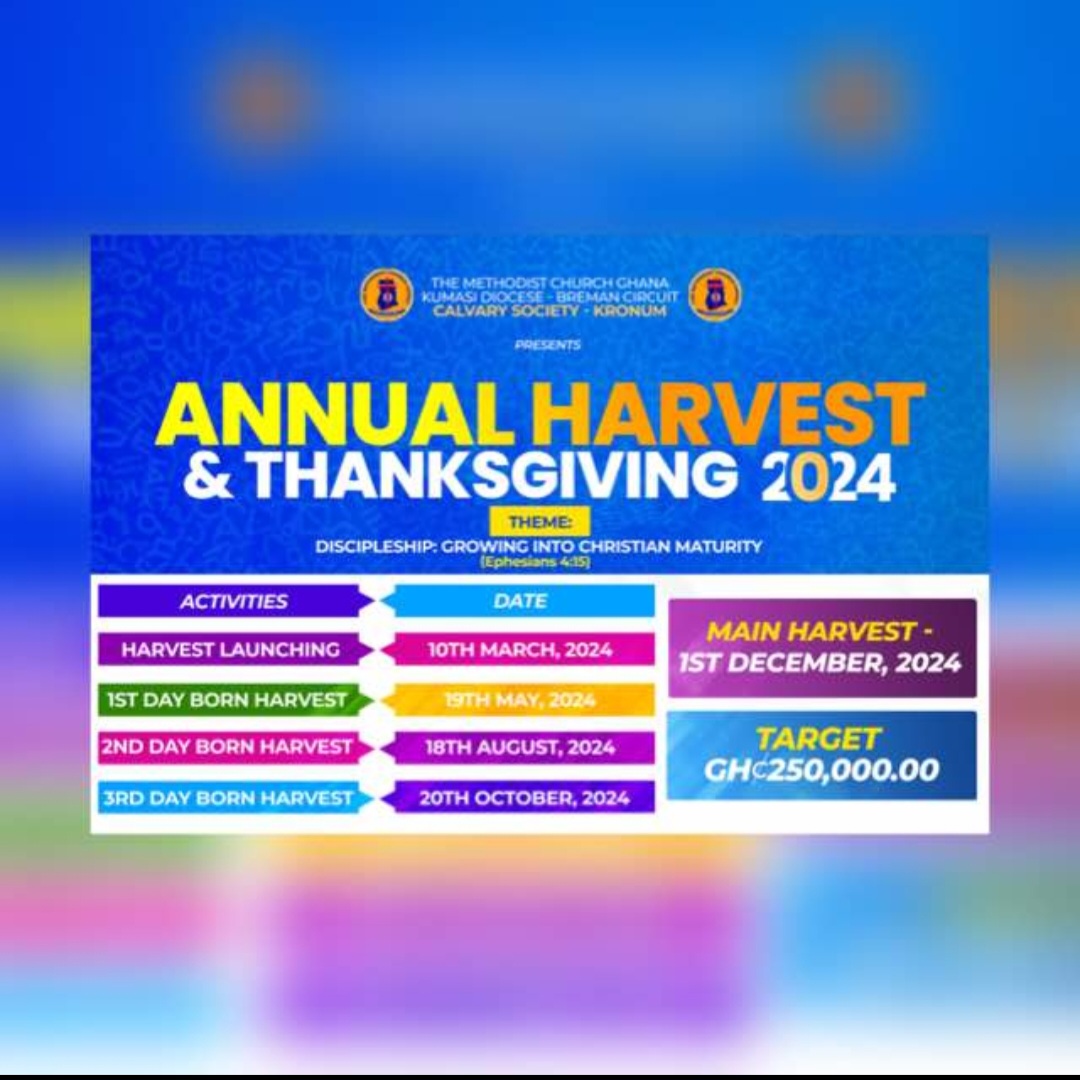 THE METHODIST CHURCH GHANA
KUMASI DIOCESE - BREMAN CIRCUIT
CALVARY SOCIETY - KRONUM
PRESENTS
ANNUAL HARVEST
& THANKSGIVING 2024
THEME:
DISCIPLESHIP: GROWING INTO CHRISTIAN MATURITY
(Ephesians 4:15)
ACTIVITIES DATE
HARVEST LAUNCHING 10TH MARCH, 2024
1ST DAY BORN HARVEST 19TH MAY, 2024
2ND DAY BORN HARVEST 18TH AUGUST, 2024
3RD DAY BORN HARVEST 20TH OCTOBER, 2024
MAIN HARVEST -
1ST DECEMBER, 2024
TARGET
GH₵250,000.00